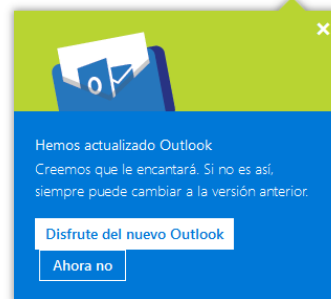 Hemos actualizado Outlook
Creemos que le encantará. Si no es así,
siempre puede cambiar a la versión anterior.
Disfrute del nuevo Outlook
Ahora no